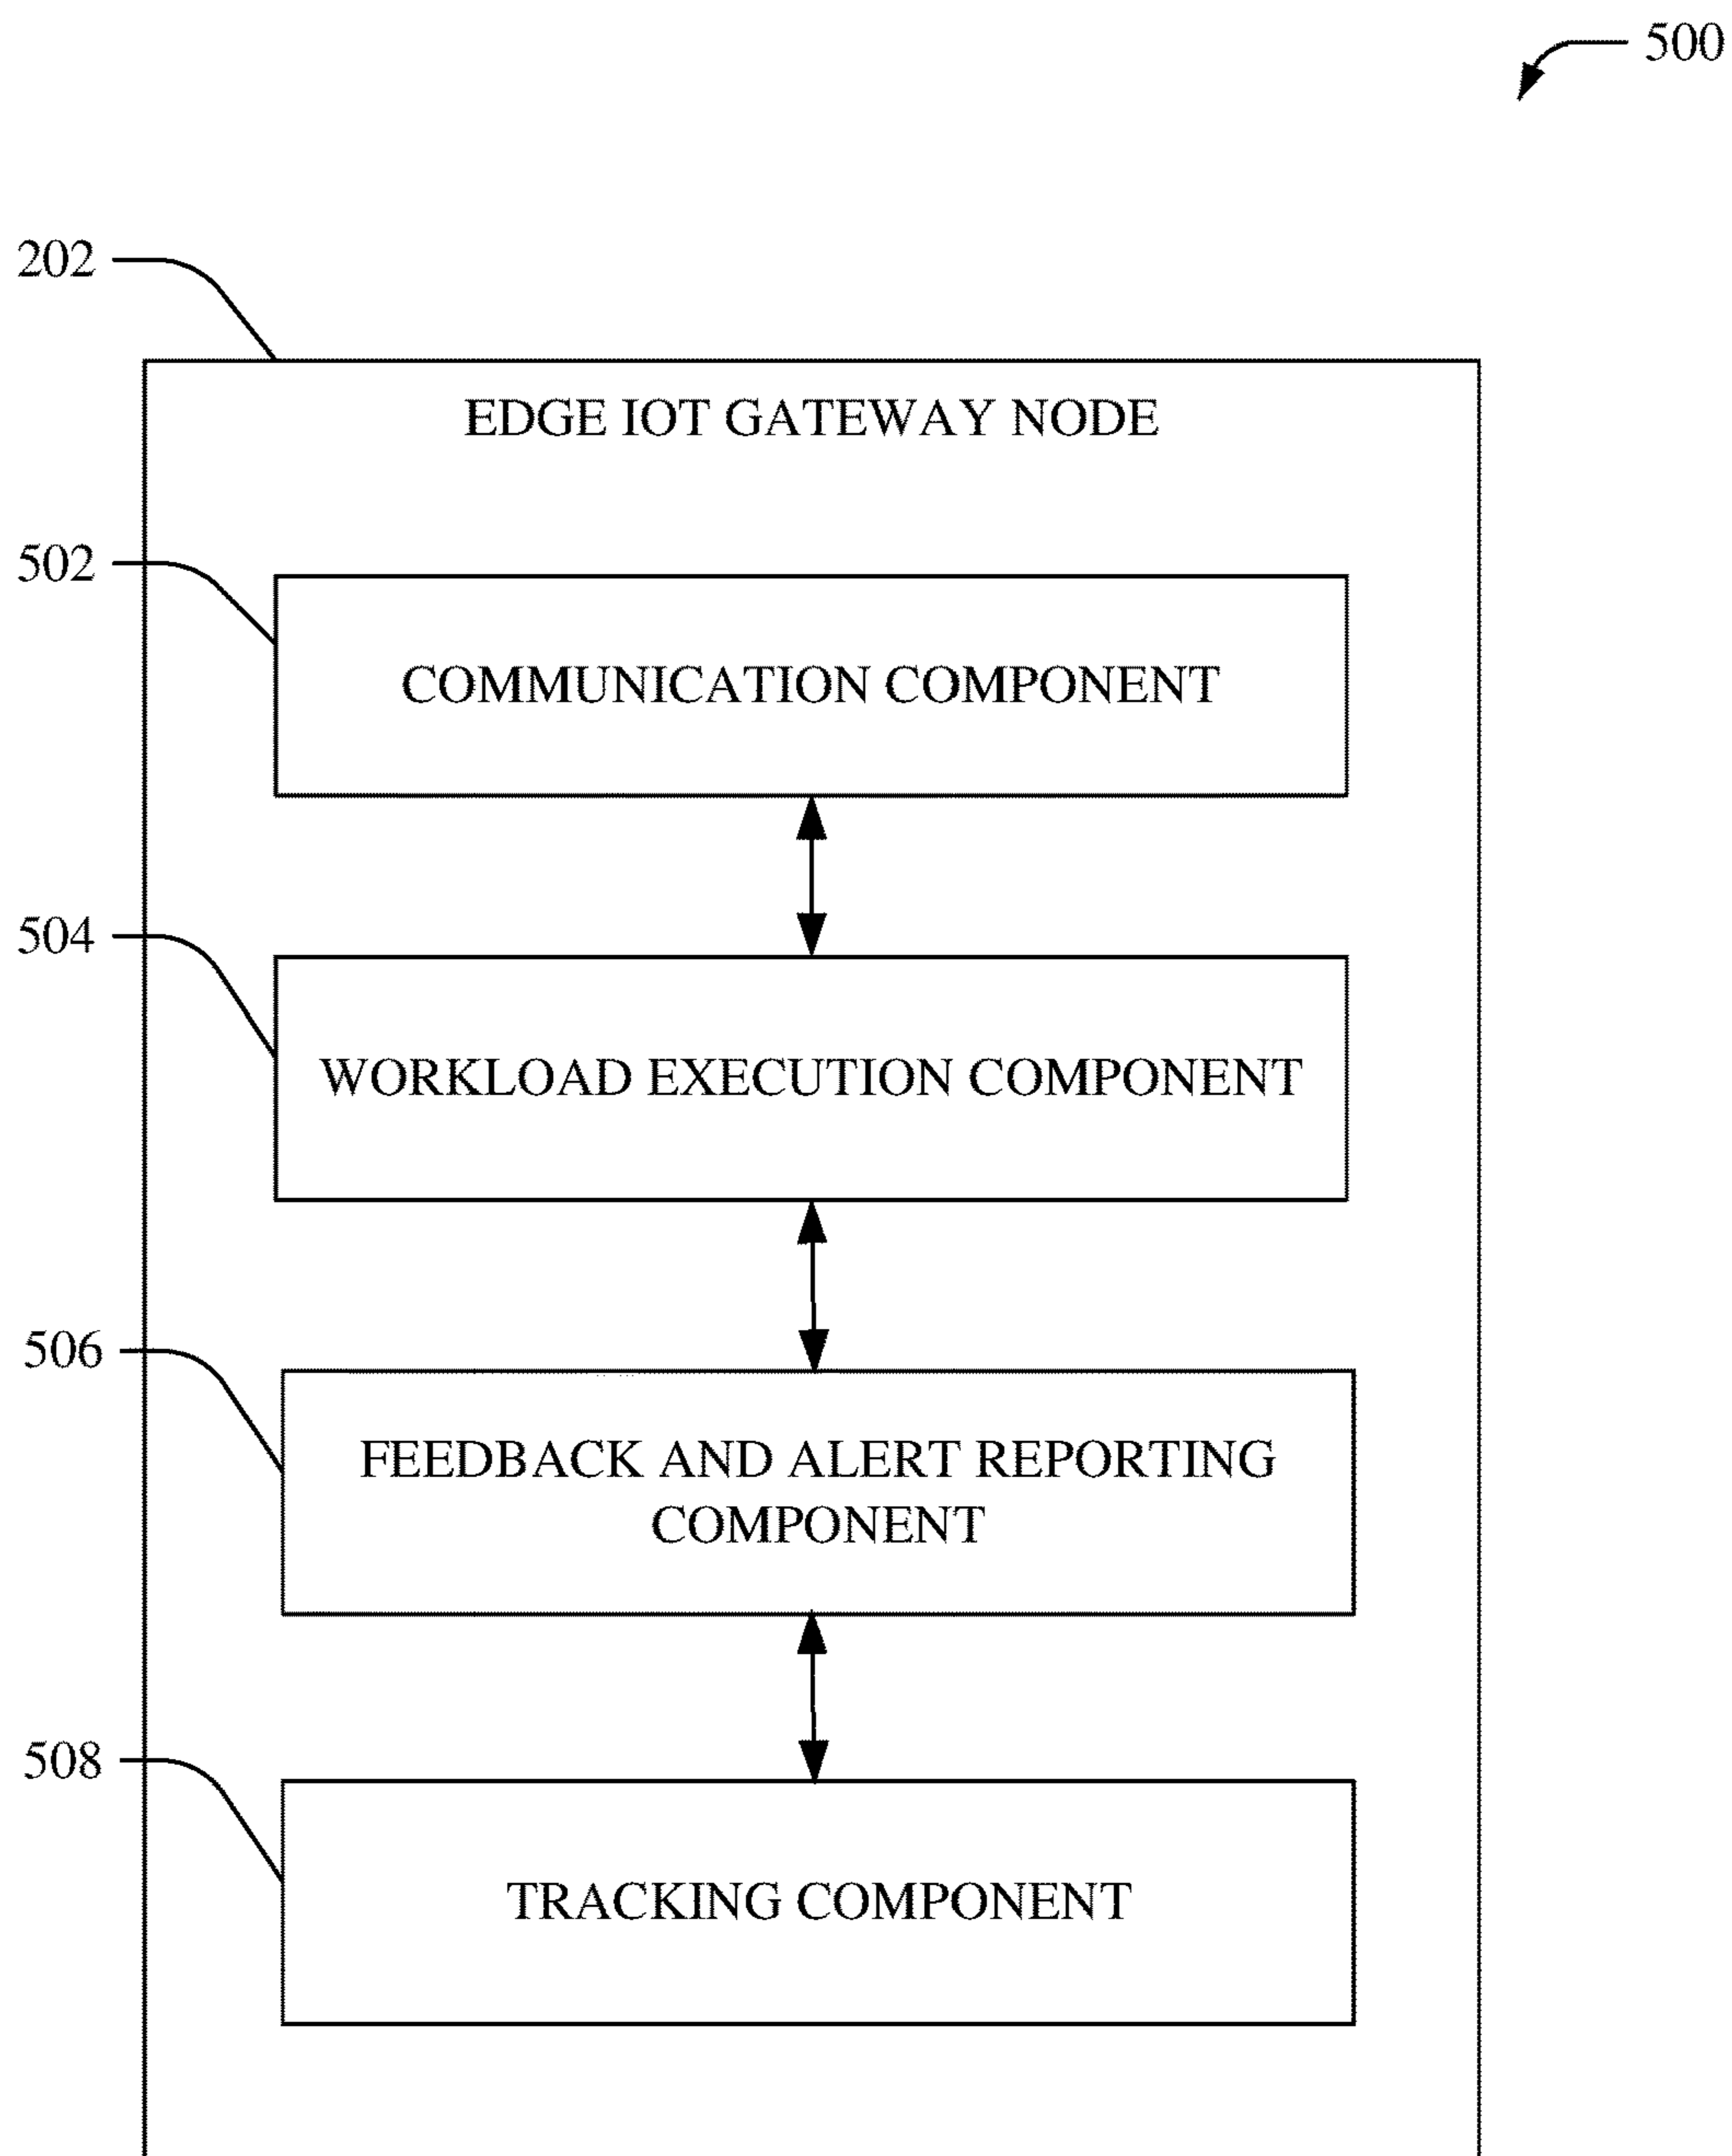 500
202
EDGE IOT GATEWAY NODE
502
COMMUNICATION COMPONENT
504
WORKLOAD EXECUTION COMPONENT
506
FEEDBACK AND ALERT REPORTING
COMPONENT
508
TRACKING COMPONENT